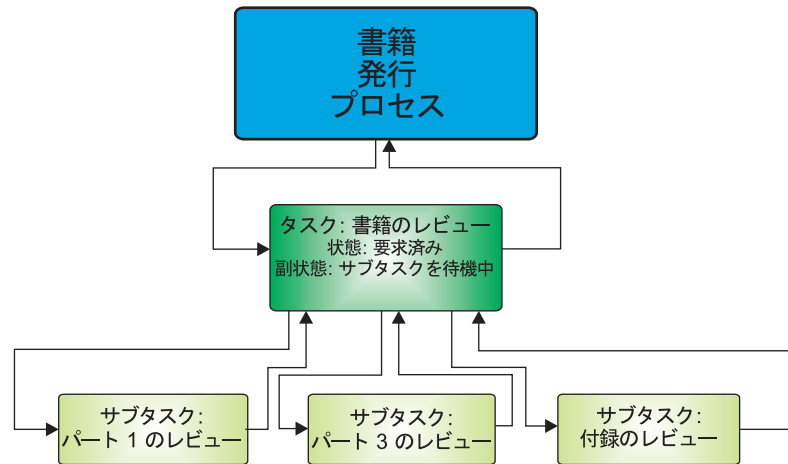 書籍
発行
プロセス
タスク: 書籍のレビュー
状態: 要求済み
副状態: サブタスクを待機中
サブタスク:
パート 1 のレビュー
サブタスク:
パート 3 のレビュー
サブタスク:
付録のレビュー